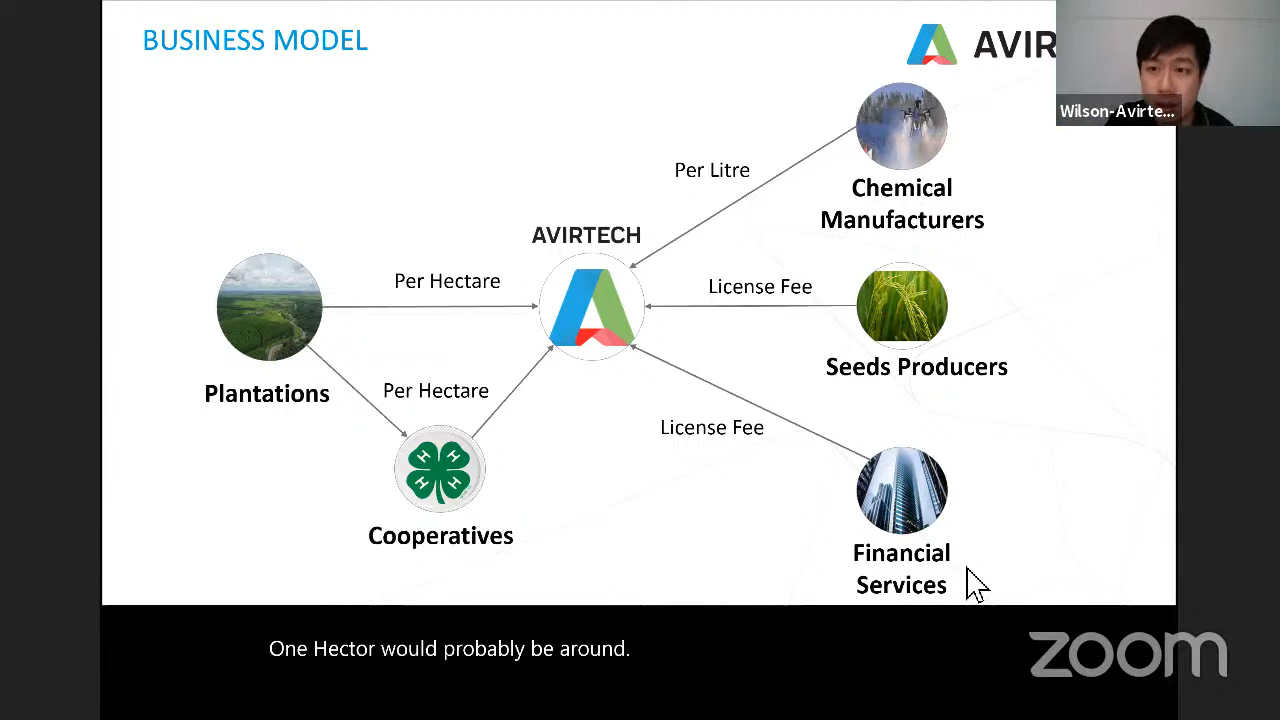 BUSINESS MODEL
AVIR
Wilson-Avirte...
Per Litre
Chemical
Manufacturers
AVIRTECH
Per Hectare
License Fee
Seeds Producers
Plantations
Per Hectare
License Fee
H H
H H
Cooperatives
Financial
Services
One Hector would probably be around.
zoom